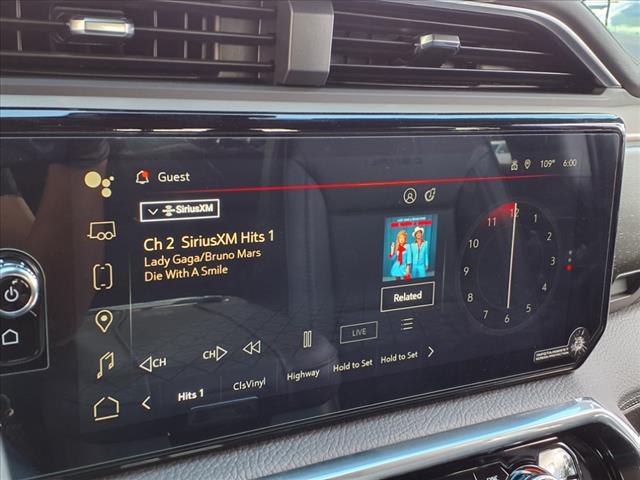 Guest
109° 6:00
SiriusXM
Ch 2 SiriusXM Hits 1
Lady Gaga/Bruno Mars
Die With A Smile
Related
12
1
2
3
4
5
6
7
8
9
10
11
CH
CH
LIVE
Hits 1
ClsVinyl
Highway
Hold to Set
Hold to Set